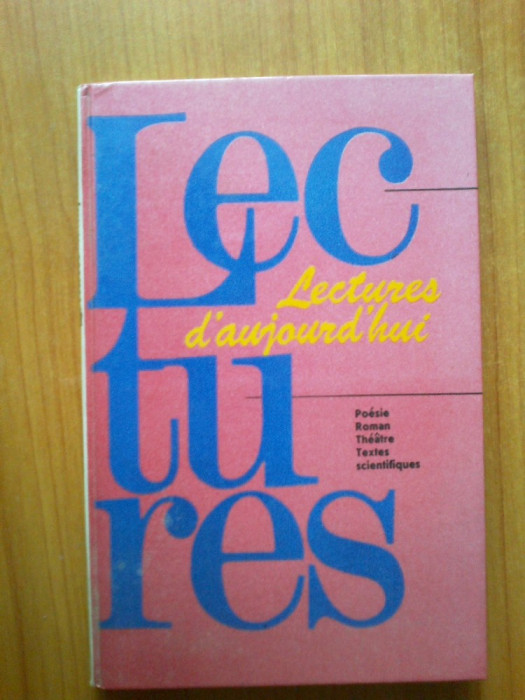 Lec
tu
res
Lectures
d'aujourd'hui
Poésie
Roman
Théâtre
Textes
scientifiques